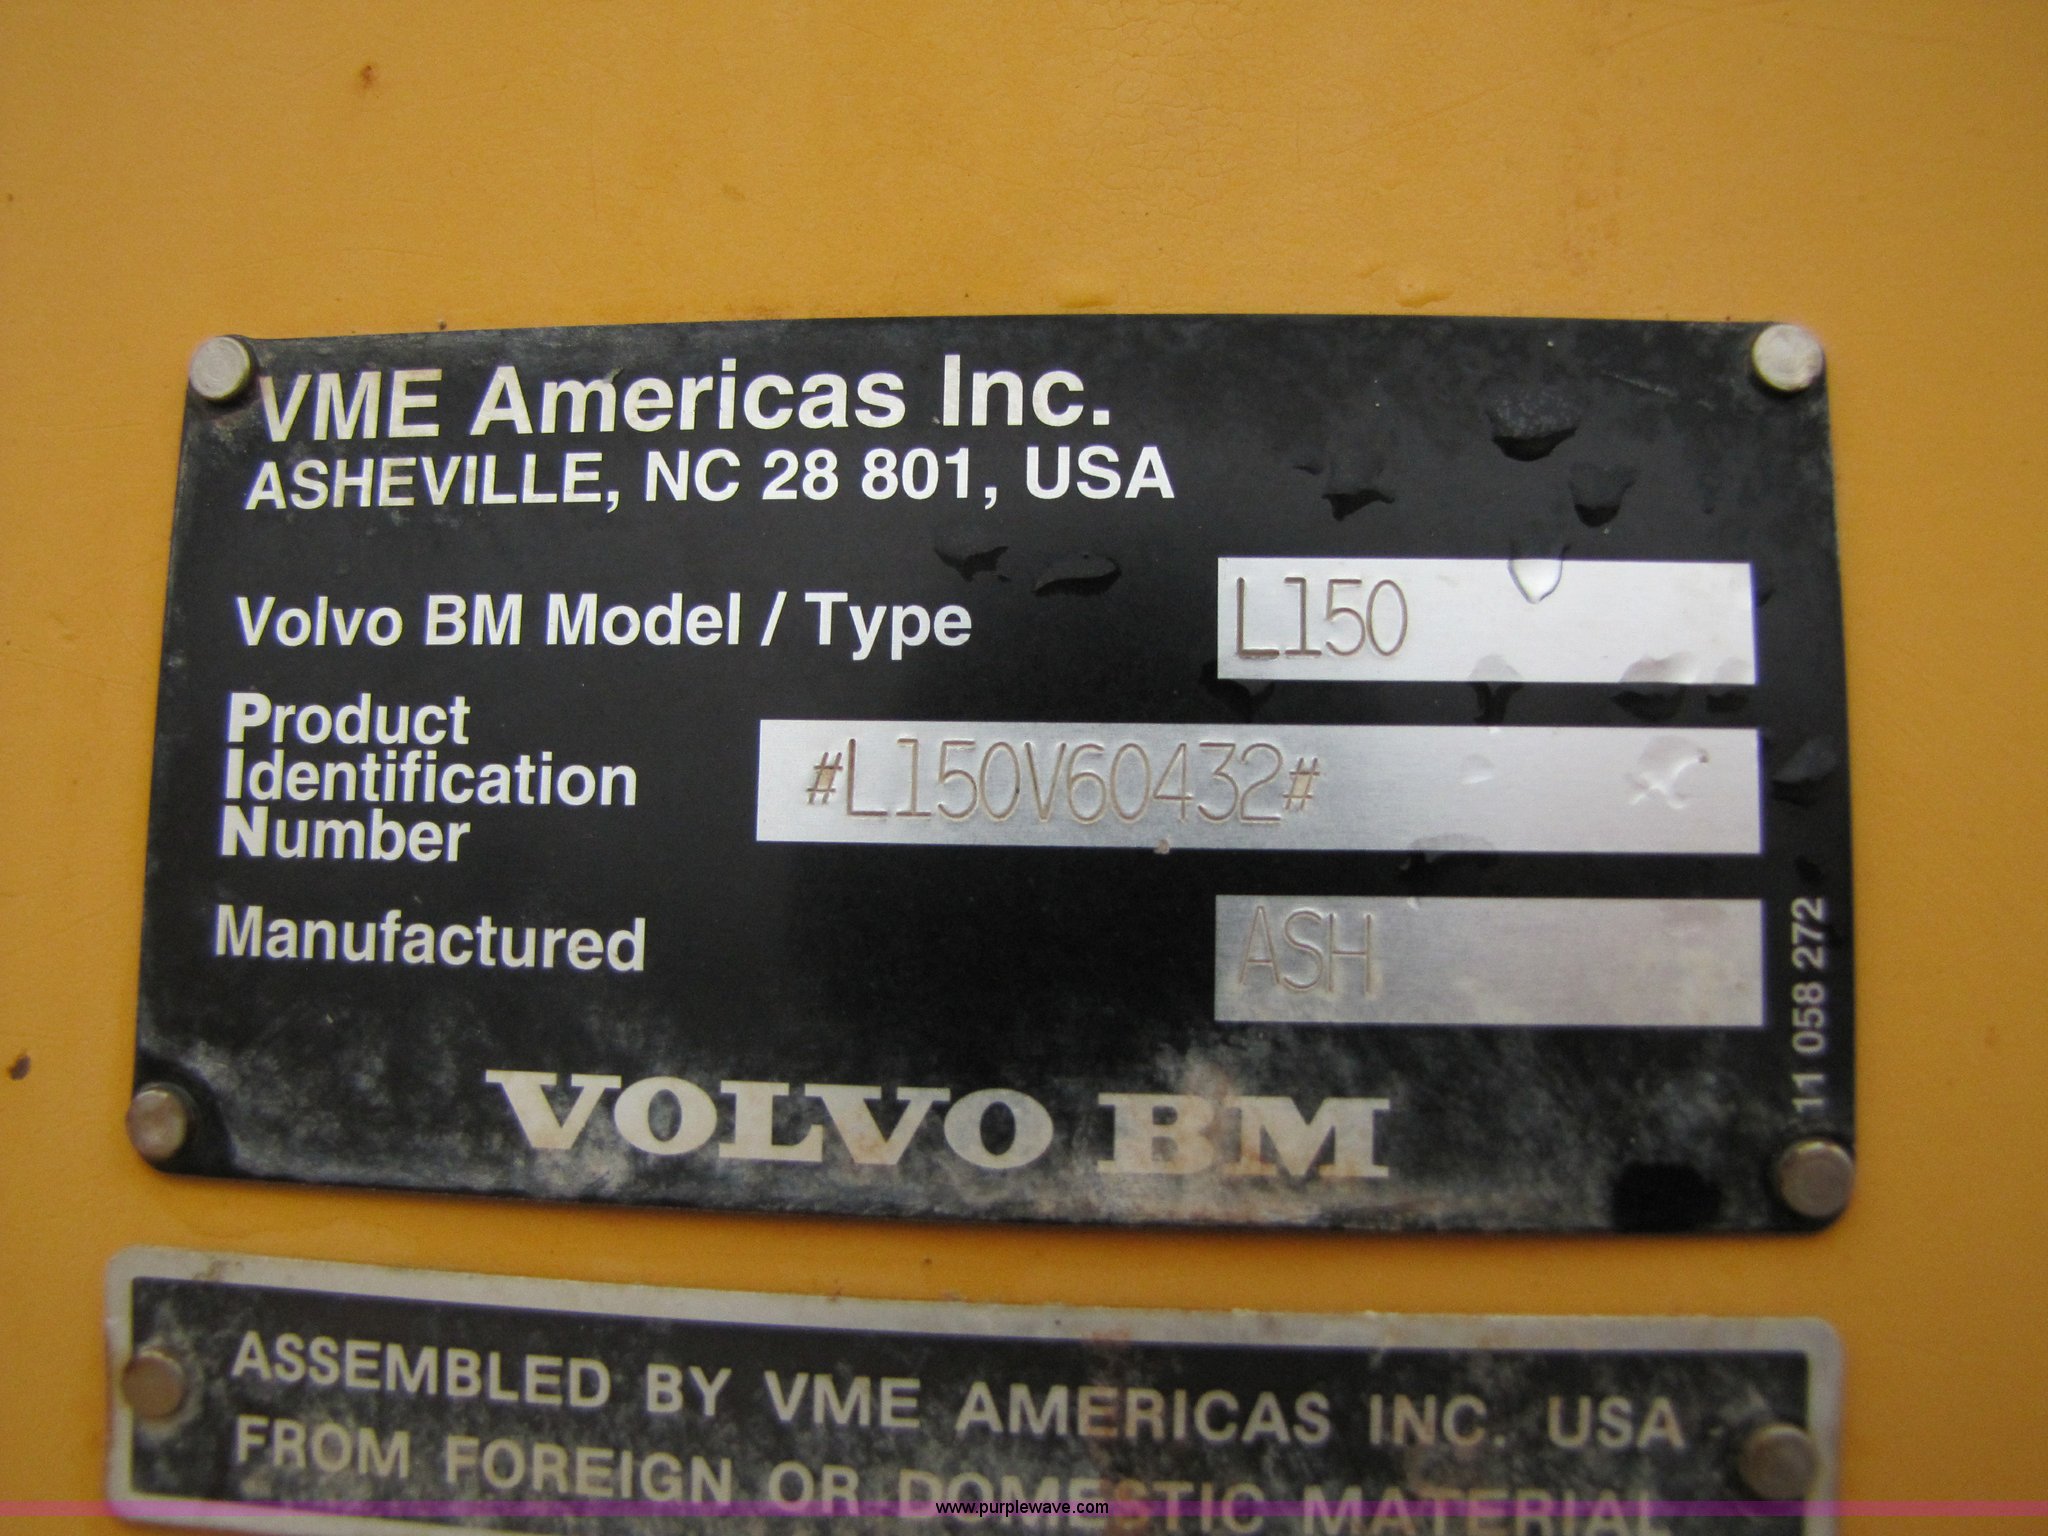 VME Americas Inc.
ASHEVILLE, NC 28 801, USA
Volvo BM Model / Type L150
Product
Identification
Number
#L150V60432#
Manufactured ASH
11 058 272
VOLVO BM
ASSEMBLED BY VME AMERICAS INC. USA
FROM FOREIGN OR DOMESTIC MATERIAL
www.purplewave.com